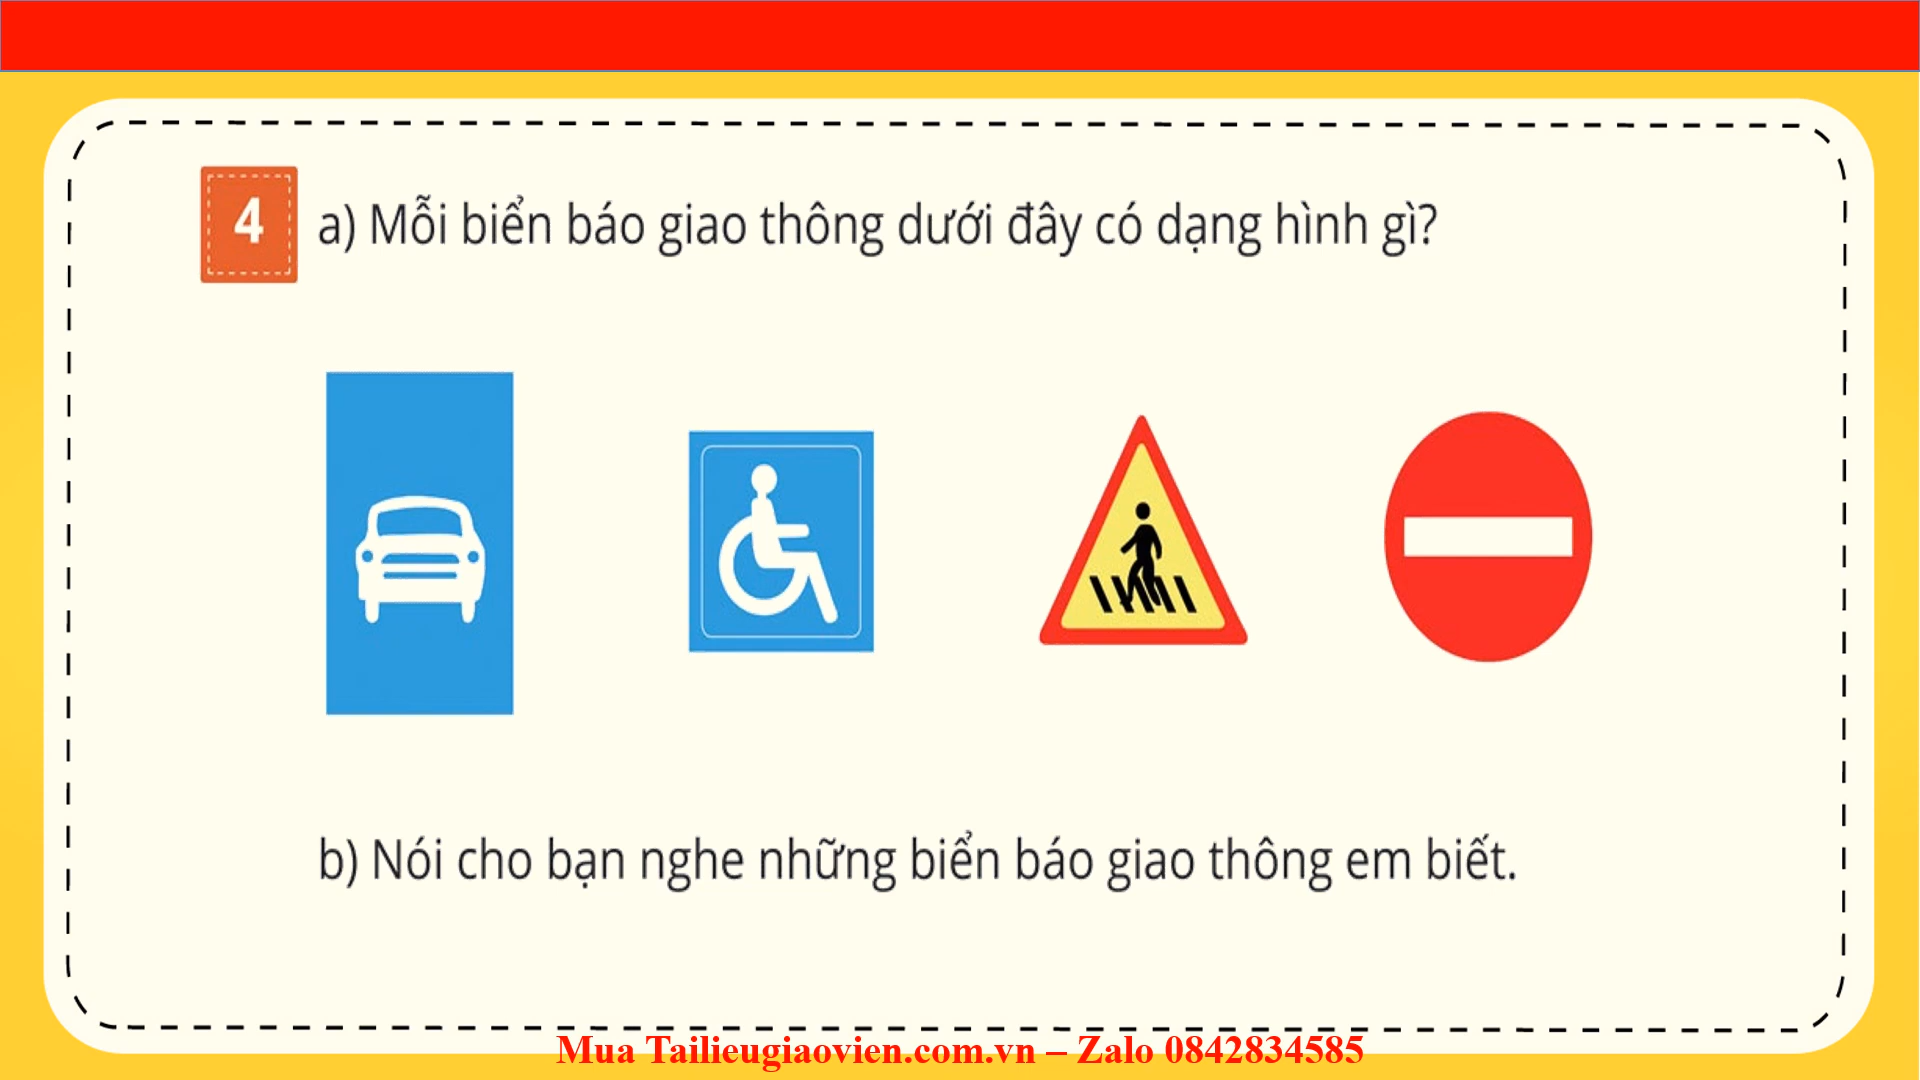 4 a) Mỗi biển báo giao thông dưới đây có dạng hình gì?
b) Nói cho bạn nghe những biển báo giao thông em biết.
Mua Tailieugiaovien.com.vn – Zalo 0842834585